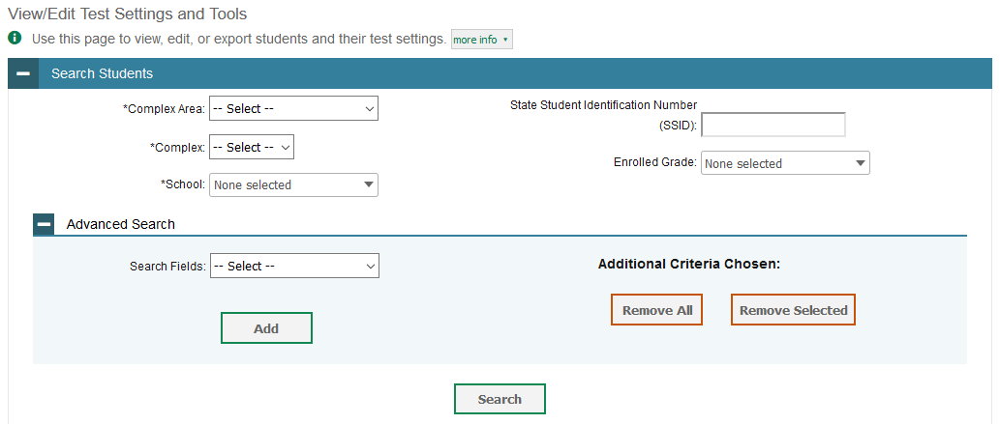 View/Edit Test Settings and Tools
Use this page to view, edit, or export students and their test settings. more info
Search Students
*Complex Area: -- Select --
*Complex: -- Select --
*School: None selected
State Student Identification Number
(SSID):
Enrolled Grade: None selected
Advanced Search
Search Fields: -- Select --
Add
Additional Criteria Chosen:
Remove All Remove Selected
Search